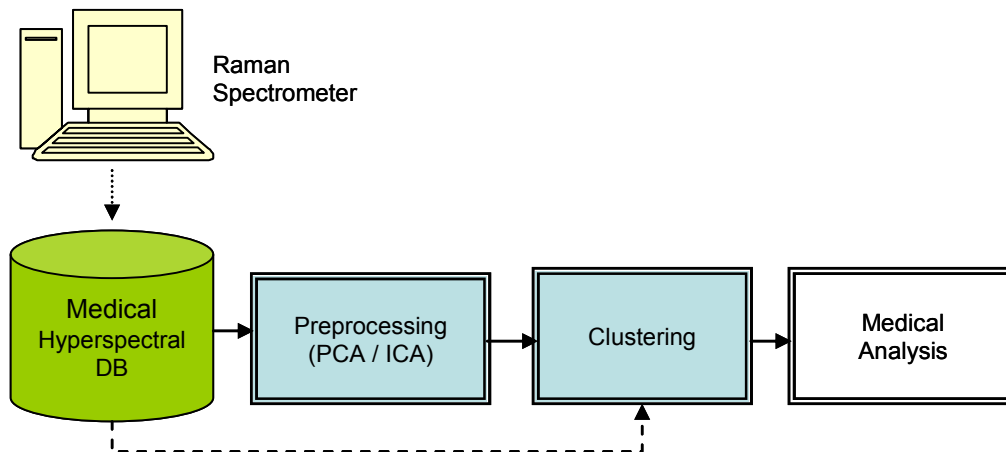 Raman
Spectrometer
Medical
Hyperspectral
DB
Preprocessing
(PCA / ICA)
Clustering
Medical
Analysis